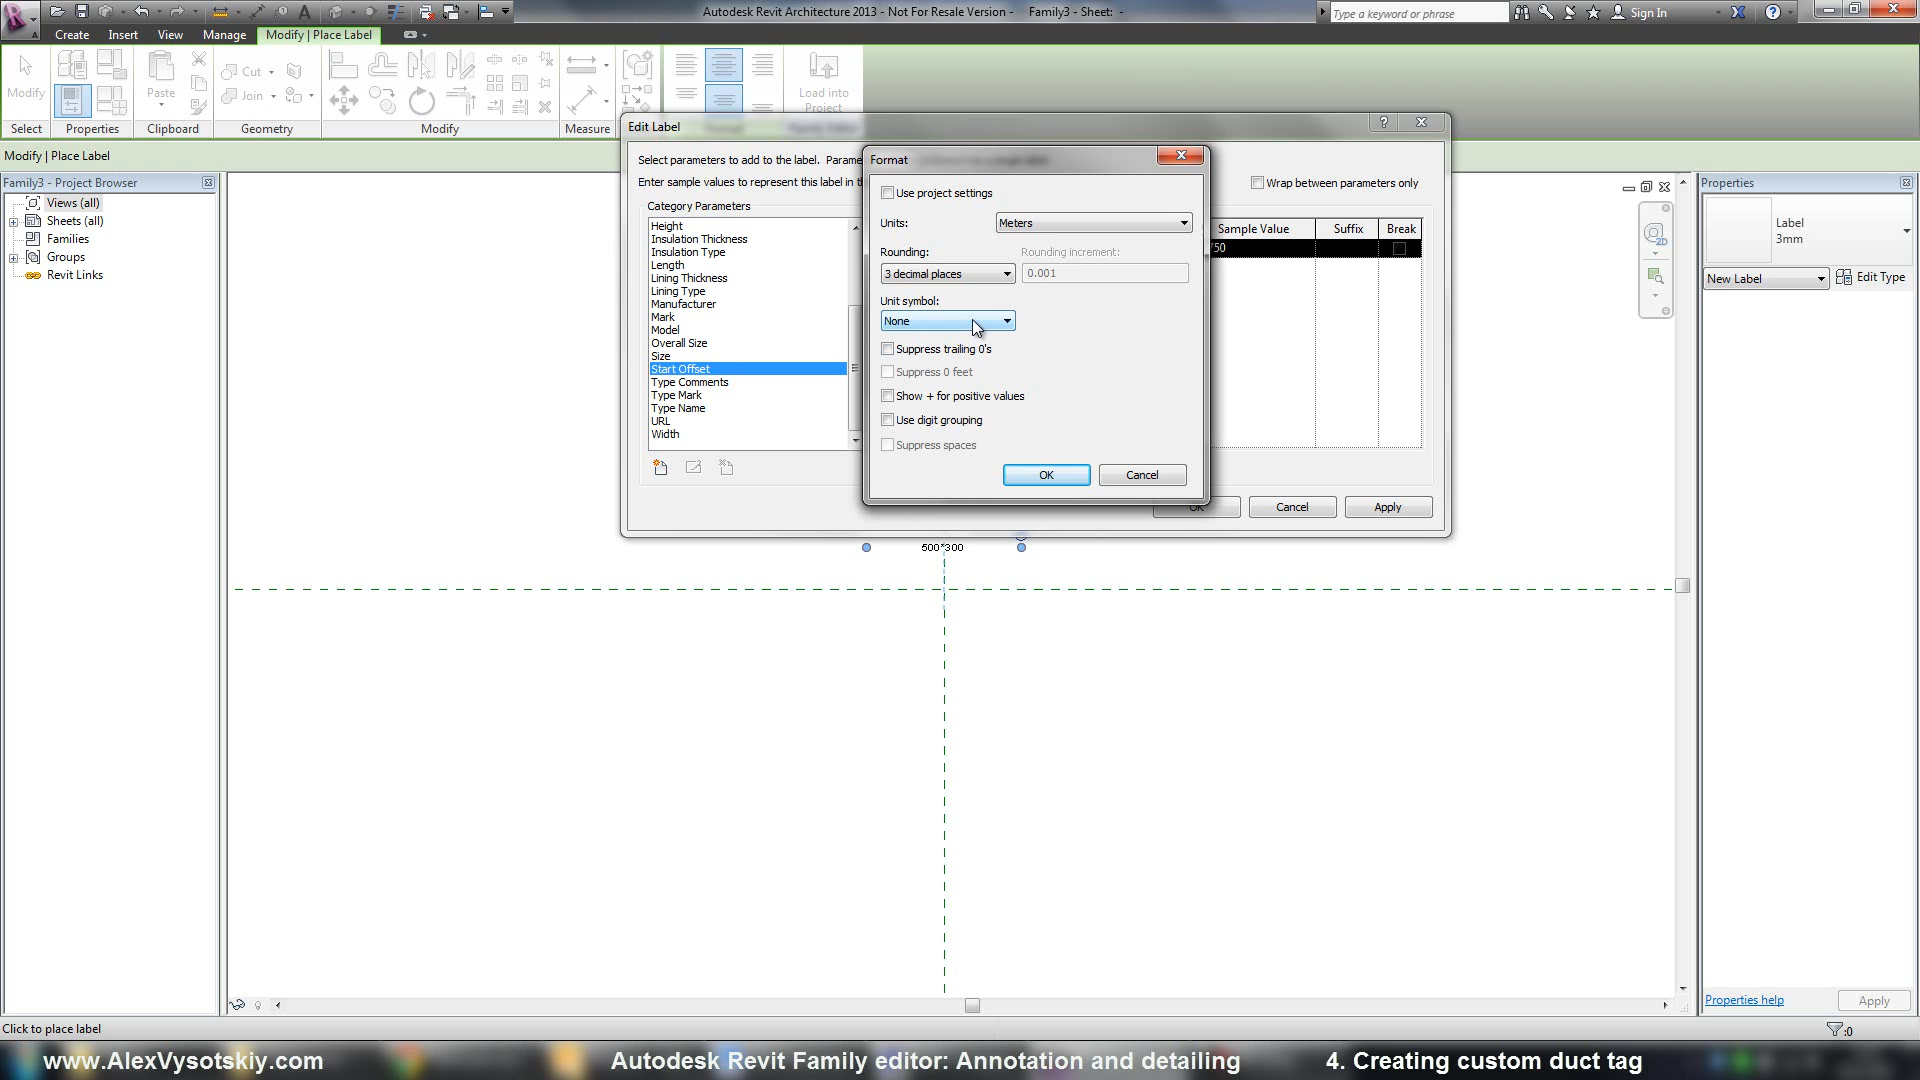 Autodesk Revit Architecture 2013 - Not For Resale Version - Family3 - Sheet: -
Type a keyword or phrase
Sign In
Create Insert View Manage Modify | Place Label
Modify
Cut
Join
Paste
Load into
Project
Select Properties Clipboard Geometry Modify Measure
Modify | Place Label
Family3 - Project Browser
Views (all)
Sheets (all)
Families
Groups
Revit Links
Edit Label
Select parameters to add to the label. Parame
Enter sample values to represent this label in th
Wrap between parameters only
Category Parameters
Height
Insulation Thickness
Insulation Type
Length
Lining Thickness
Lining Type
Manufacturer
Mark
Model
Overall Size
Size
Start Offset
Type Comments
Type Mark
Type Name
URL
Width
Sample Value Suffix Break
750
OK Cancel Apply
Format
Use project settings
Units: Meters
Rounding: Rounding increment:
3 decimal places 0.001
Unit symbol:
None
Suppress trailing 0's
Suppress 0 feet
Show + for positive values
Use digit grouping
Suppress spaces
OK Cancel
500*300
2D
Properties
Label
3mm
New Label Edit Type
Properties help Apply
Click to place label
:0
www.AlexVysotskiy.com Autodesk Revit Family editor: Annotation and detailing 4. Creating custom duct tag